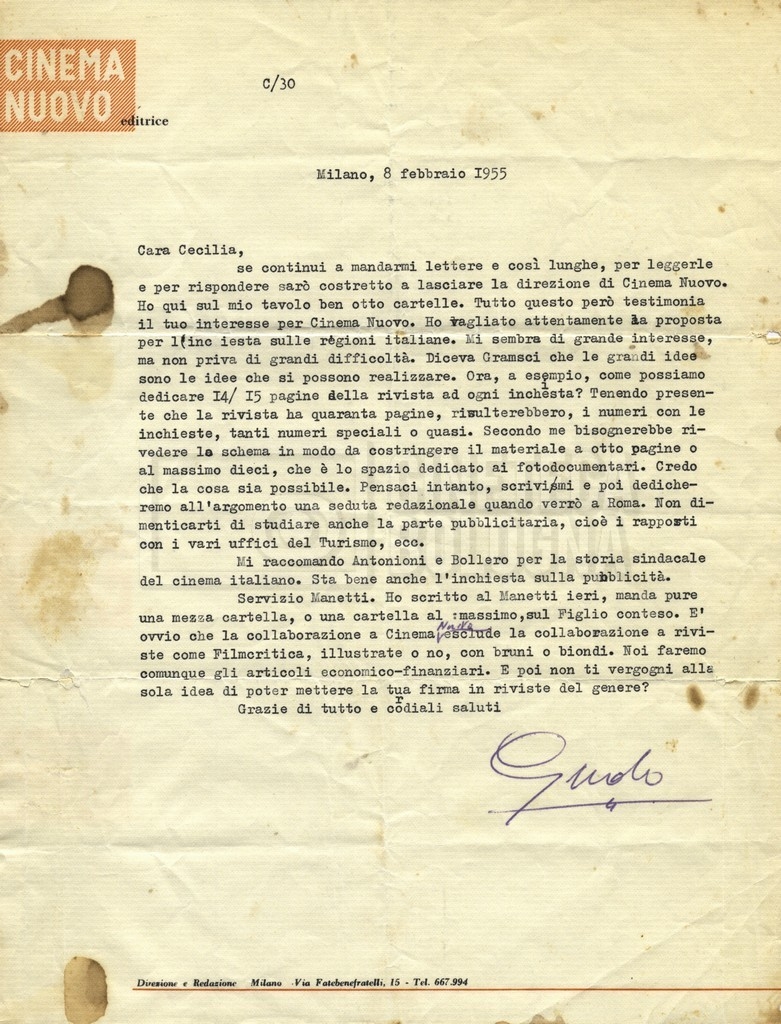 CINEMA
NUOVO
editrice
C/30
Milano, 8 febbraio I955
Cara Cecilia,
se continui a mandarmi lettere e così lunghe, per leggerle
e per rispondere sarò costretto a lasciare la direzione di Cinema Nuovo.
Ho qui sul mio tavolo ben otto cartelle. Tutto questo però testimonia
il tuo interesse per Cinema Nuovo. Ho vagliato attentamente la proposta
per l'inc iesta sulle regioni italiane. Mi sembra di grande interesse,
ma non priva di grandi difficoltà. Diceva Gramsci che le grandi idee
sono le idee che si possono realizzare. Ora, a esempio, come possiamo
dedicare I4/ I5 pagine della rivista ad ogni inchiesta? Tenendo presen-
te che la rivista ha quaranta pagine, risulterebbero, i numeri con le
inchieste, tanti numeri speciali o quasi. Secondo me bisognerebbe ri-
vedere lo schema in modo da costringere il materiale a otto pagine o
al massimo dieci, che è lo spazio dedicato ai fotodocumentari. Credo
che la cosa sia possibile. Pensaci intanto, scrivimi e poi dediche-
remo all'argomento una seduta redazionale quando verrò a Roma. Non di-
menticarti di studiare anche la parte pubblicitaria, cioè i rapporti
con i vari uffici del Turismo, ecc.
Mi raccomando Antonioni e Bollero per la storia sindacale
del cinema italiano. Sta bene anche l'inchiesta sulla pubblicità.
Servizio Manetti. Ho scritto al Manetti ieri, manda pure
una mezza cartella, o una cartella al :massimo,sul Figlio conteso. E'
ovvio che la collaborazione a Cinema Nuovo esclude la collaborazione a rivi-
ste come Filmcritica, illustrate o no, con bruni o biondi. Noi faremo
comunque gli articoli economico-finanziari. E poi non ti vergogni alla
sola idea di poter mettere la tua firma in riviste del genere?
Grazie di tutto e cordiali saluti
Guido
Direzione e Redazione Milano Via Fatebenefratelli, 15 - Tel. 667.994